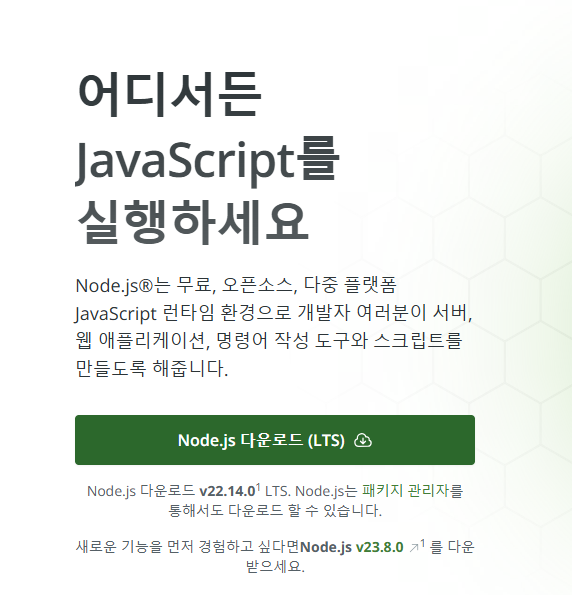 어디서든
JavaScript를
실행하세요
Node.js®는 무료, 오픈소스, 다중 플랫폼
JavaScript 런타임 환경으로 개발자 여러분이 서버,
웹 애플리케이션, 명령어 작성 도구와 스크립트를
만들도록 해줍니다.
Node.js 다운로드 (LTS)
Node.js 다운로드 v22.14.0¹ LTS. Node.js는 패키지 관리자를
통해서도 다운로드 할 수 있습니다.
새로운 기능을 먼저 경험하고 싶다면Node.js v23.8.0 ↗¹ 를 다운
받으세요.